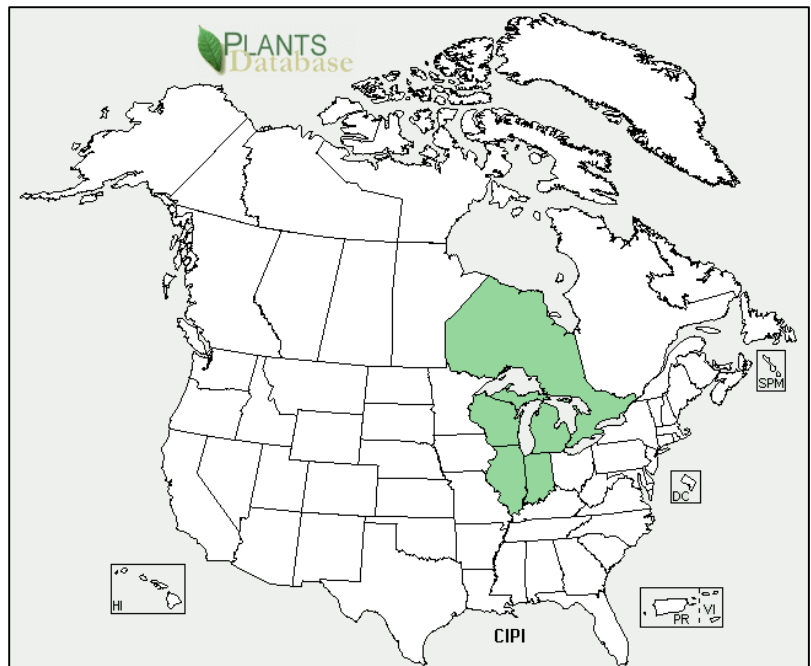 PLANTS
Database
SPM
DC
HI
PR
VI
CIPI